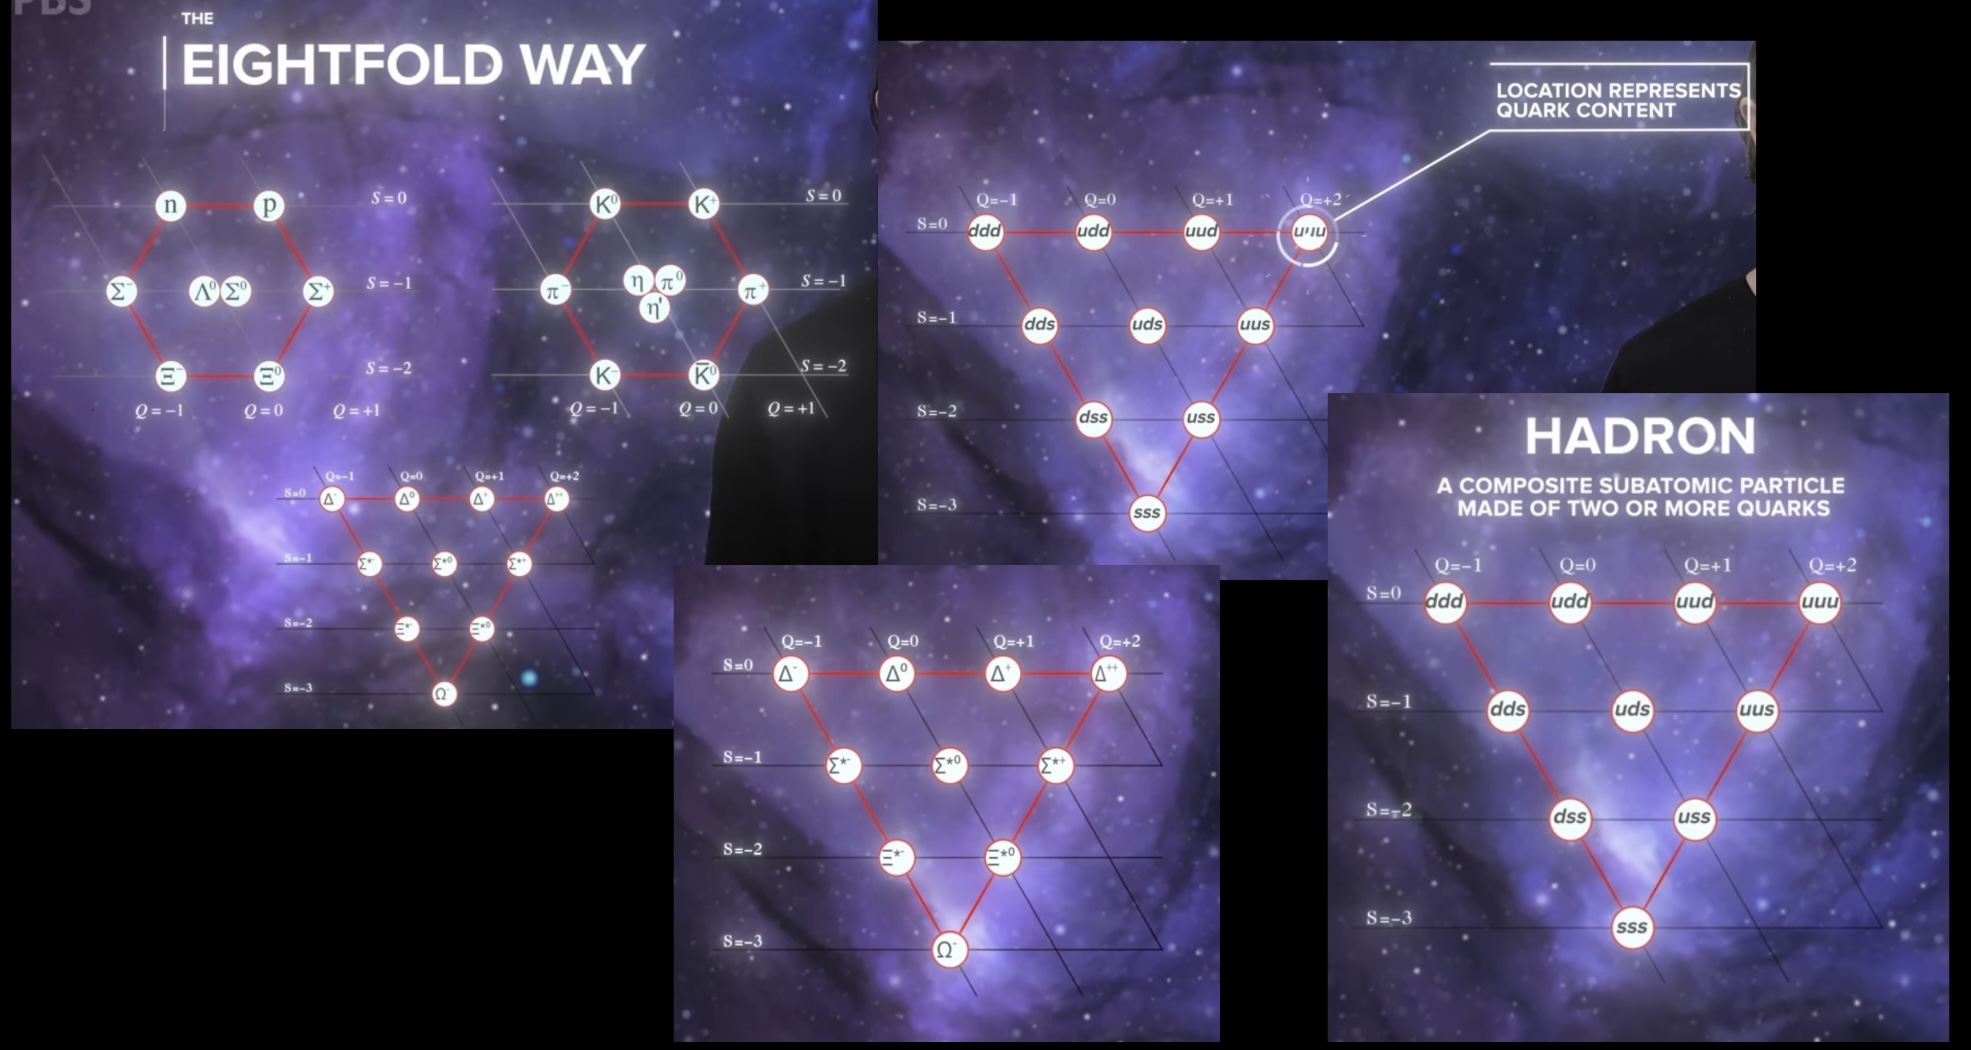 PBS
THE
EIGHTFOLD WAY
n p S = 0
Σ⁻ Λ⁰ Σ⁰ Σ⁺ S = −1
Ξ⁻ Ξ⁰ S = −2
Q = −1 Q = 0 Q = +1
K⁰ K⁺ S = 0
π⁻ η π⁰ π⁺ S = −1
η'
K⁻ K̅⁰ S = −2
Q = −1 Q = 0 Q = +1
Q=−1 Q=0 Q=+1 Q=+2
S=0 Δ⁻ Δ⁰ Δ⁺ Δ⁺⁺
S=−1 Σ*⁻ Σ*⁰ Σ*⁺
S=−2 Ξ*⁻ Ξ*⁰
S=−3 Ω⁻
LOCATION REPRESENTS
QUARK CONTENT
Q=−1 Q=0 Q=+1 Q=+2
S=0 ddd udd uud uuu
S=−1 dds uds uus
S=−2 dss uss
S=−3 sss
Q=−1 Q=0 Q=+1 Q=+2
S=0 Δ⁻ Δ⁰ Δ⁺ Δ⁺⁺
S=−1 Σ*⁻ Σ*⁰ Σ*⁺
S=−2 Ξ*⁻ Ξ*⁰
S=−3 Ω⁻
HADRON
A COMPOSITE SUBATOMIC PARTICLE
MADE OF TWO OR MORE QUARKS
Q=−1 Q=0 Q=+1 Q=+2
S=0 ddd udd uud uuu
S=−1 dds uds uus
S=−2 dss uss
S=−3 sss